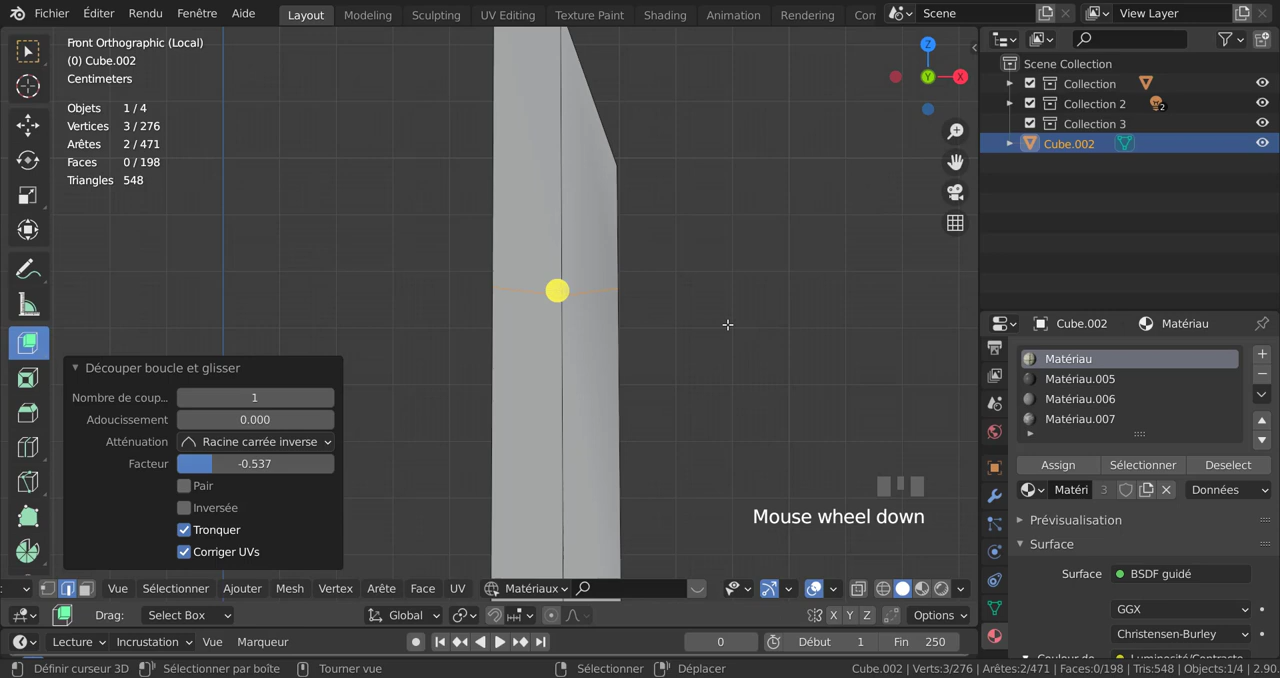 Fichier Éditer Rendu Fenêtre Aide Layout Modeling Sculpting UV Editing Texture Paint Shading Animation Rendering Com Scene View Layer
Front Orthographic (Local)
(0) Cube.002
Centimeters
Objets 1 / 4
Vertices 3 / 276
Arêtes 2 / 471
Faces 0 / 198
Triangles 548
Z
Y
X
Scene Collection
Collection
Collection 2
2
Collection 3
Cube.002
Cube.002 Matériau
Matériau
Matériau.005
Matériau.006
Matériau.007
Assign Sélectionner Deselect
Matéri 3 Données
Prévisualisation
Surface
Surface BSDF guidé
GGX
Christensen-Burley
Découper boucle et glisser
Nombre de coup... 1
Adoucissement 0.000
Atténuation Racine carrée inverse
Facteur -0.537
Pair
Inversée
Tronquer
Corriger UVs
Mouse wheel down
Vue Sélectionner Ajouter Mesh Vertex Arête Face UV Matériaux
Drag: Select Box Global X Y Z Options
Lecture Incrustation Vue Marqueur 0 Début 1 Fin 250
Définir curseur 3D Sélectionner par boîte Tourner vue Sélectionner Déplacer Cube.002 | Verts:3/276 | Arêtes:2/471 | Faces:0/198 | Tris:548 | Objects:1/4 | 2.90.